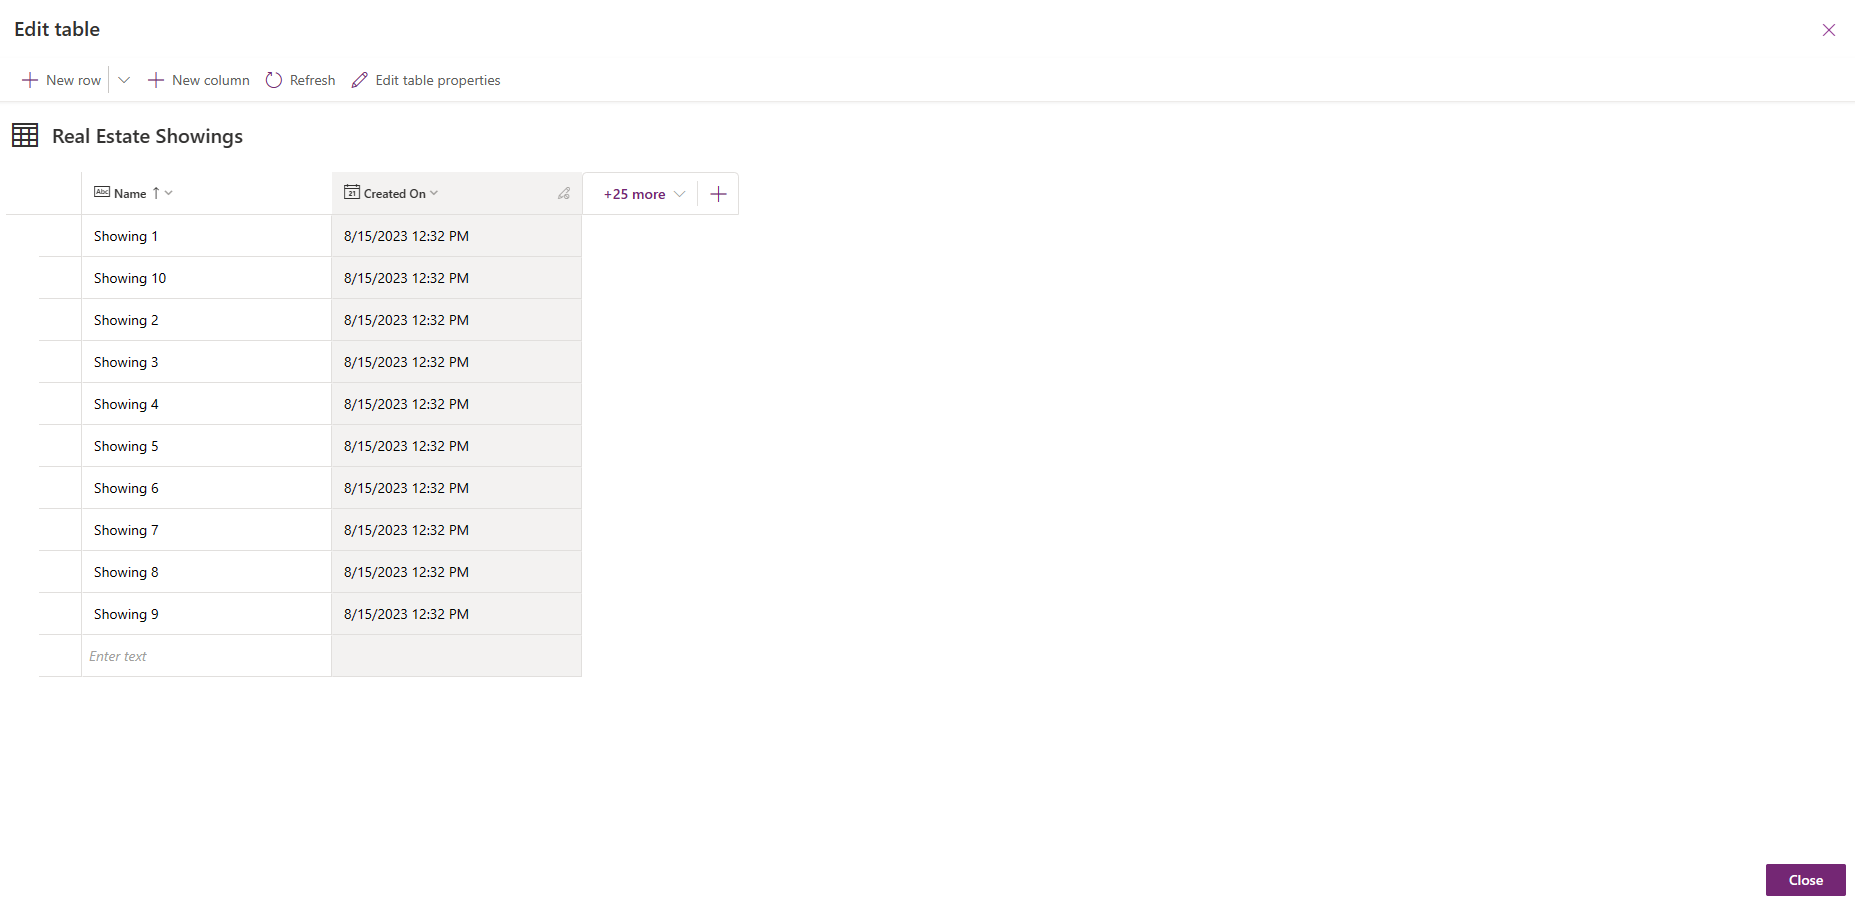 Edit table
New row
New column
Refresh
Edit table properties
Real Estate Showings
Abc Name
21 Created On
+25 more
Showing 1 8/15/2023 12:32 PM
Showing 10 8/15/2023 12:32 PM
Showing 2 8/15/2023 12:32 PM
Showing 3 8/15/2023 12:32 PM
Showing 4 8/15/2023 12:32 PM
Showing 5 8/15/2023 12:32 PM
Showing 6 8/15/2023 12:32 PM
Showing 7 8/15/2023 12:32 PM
Showing 8 8/15/2023 12:32 PM
Showing 9 8/15/2023 12:32 PM
Enter text
Close